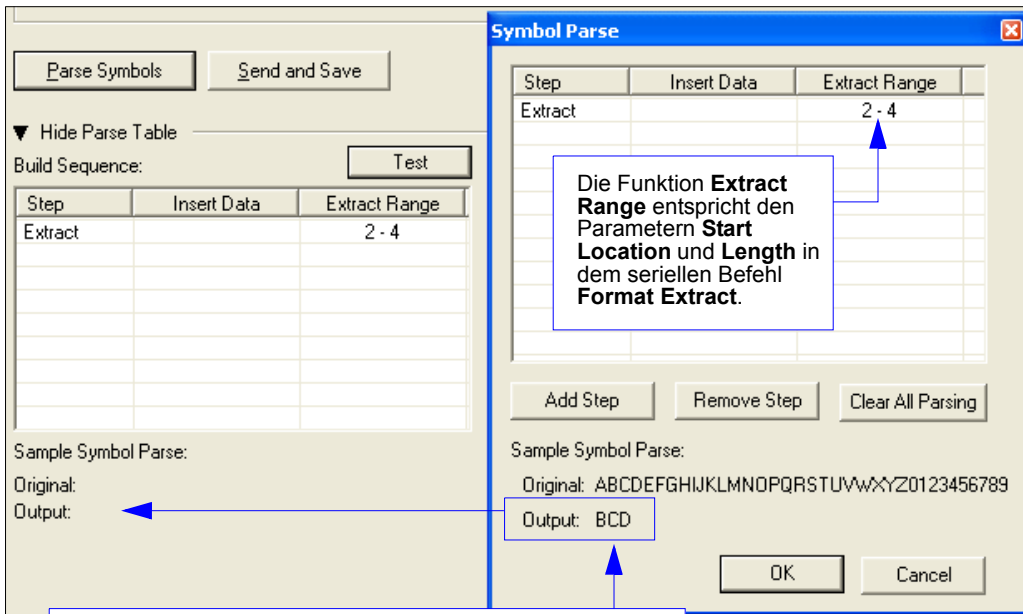 Parse Symbols
Send and Save
Hide Parse Table
Build Sequence:
Test
Step Insert Data Extract Range
Extract 2 - 4
Sample Symbol Parse:
Original:
Output:
Symbol Parse
Step Insert Data Extract Range
Extract 2 - 4
Die Funktion Extract
Range entspricht den
Parametern Start
Location und Length in
dem seriellen Befehl
Format Extract.
Add Step
Remove Step
Clear All Parsing
Sample Symbol Parse:
Original: ABCDEFGHIJKLMNOPQRSTUVWXYZ0123456789
Output: BCD
OK
Cancel